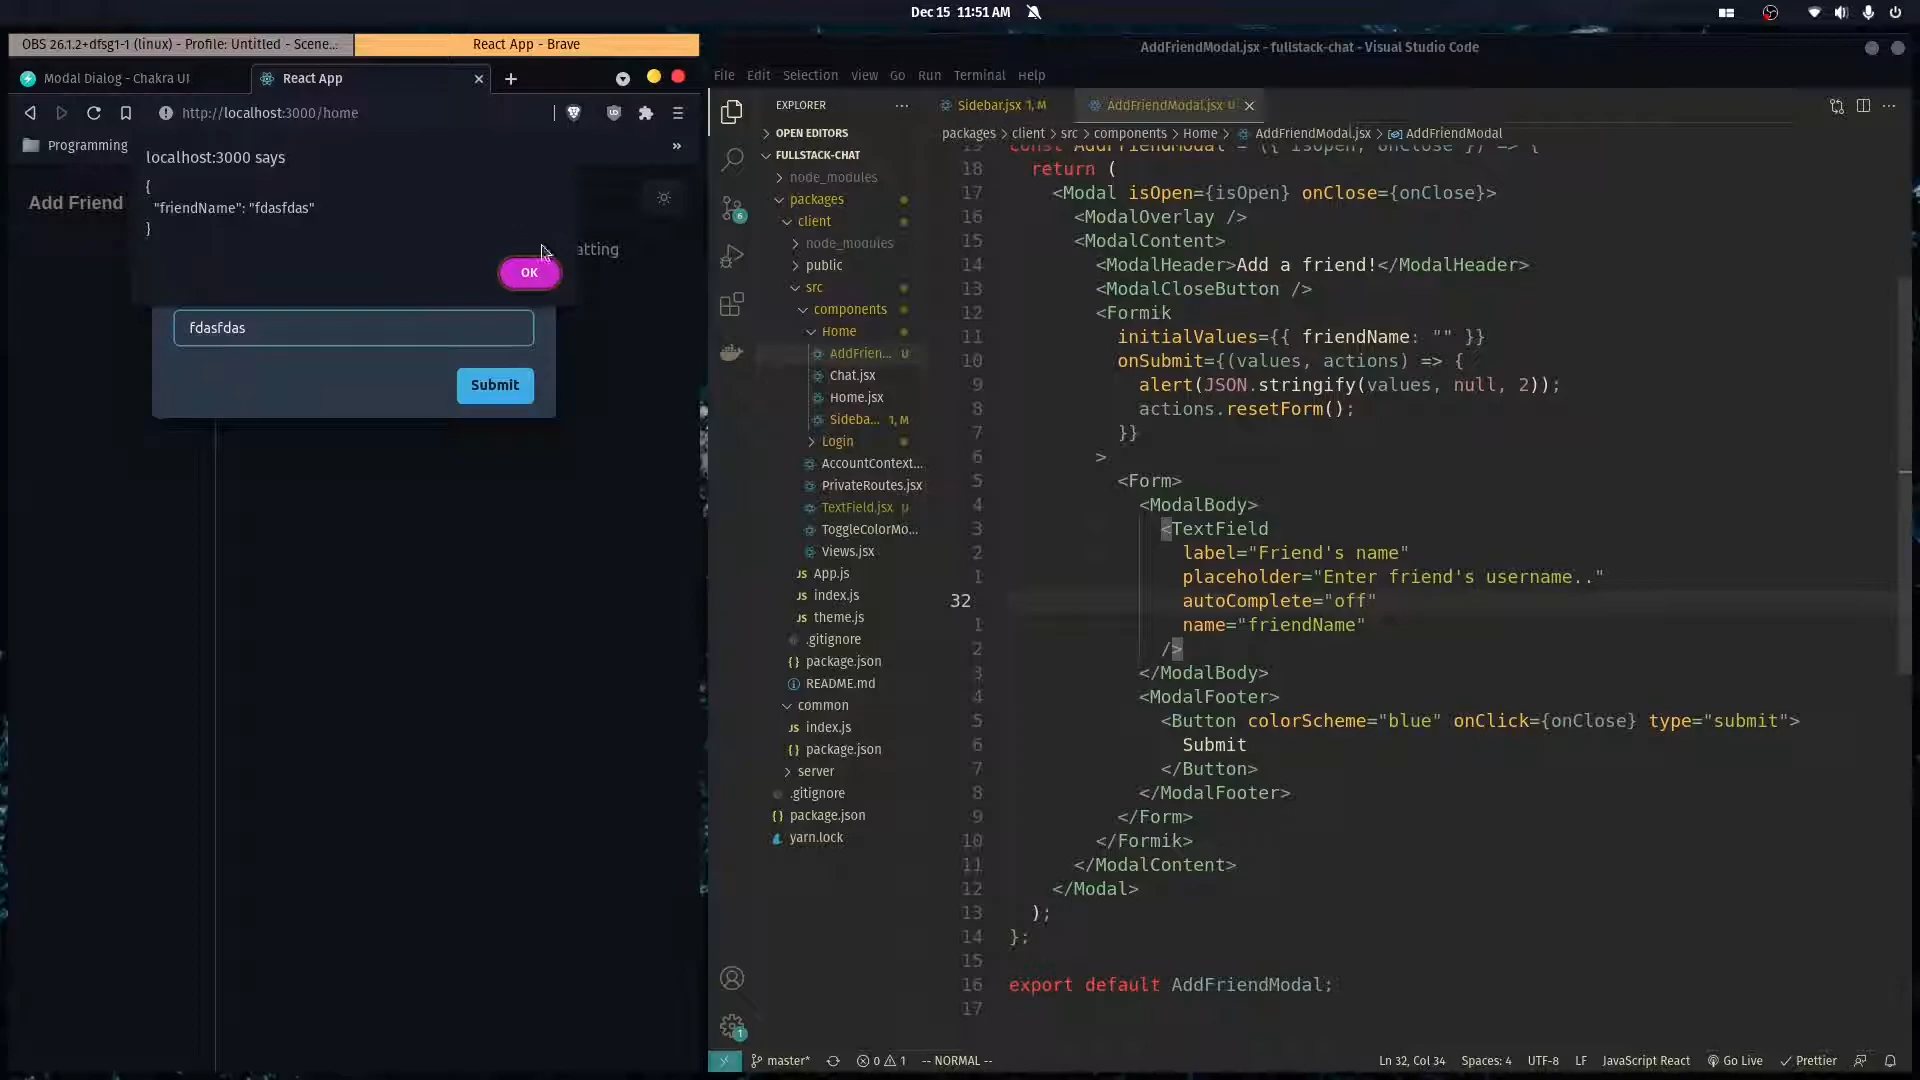 Dec 15 11:51 AM
OBS 26.1.2+dfsg1-1 (linux) - Profile: Untitled - Scene...
React App - Brave
Modal Dialog - Chakra UI
React App
http://localhost:3000/home
Programming
localhost:3000 says
{
"friendName": "fdasfdas"
}
OK
Add Friend
atting
fdasfdas
Submit
AddFriendModal.jsx - fullstack-chat - Visual Studio Code
File Edit Selection View Go Run Terminal Help
EXPLORER
OPEN EDITORS
FULLSTACK-CHAT
node_modules
packages
client
node_modules
public
src
components
Home
AddFrien... U
Chat.jsx
Home.jsx
Sideba... 1, M
Login
AccountContext...
PrivateRoutes.jsx
TextField.jsx U
ToggleColorMo...
Views.jsx
JS App.js
JS index.js
JS theme.js
.gitignore
{} package.json
README.md
common
JS index.js
{} package.json
server
.gitignore
{} package.json
yarn.lock
6
1
Sidebar.jsx 1, M
AddFriendModal.jsx U
packages > client > src > components > Home > AddFriendModal.jsx > AddFriendModal
19 const AddFriendModal = ({ isOpen, onClose }) => {
18 return (
17 <Modal isOpen={isOpen} onClose={onClose}>
16 <ModalOverlay />
15 <ModalContent>
14 <ModalHeader>Add a friend!</ModalHeader>
13 <ModalCloseButton />
12 <Formik
11 initialValues={{ friendName: "" }}
10 onSubmit={(values, actions) => {
9 alert(JSON.stringify(values, null, 2));
8 actions.resetForm();
7 }}
6 >
5 <Form>
4 <ModalBody>
3 <TextField
2 label="Friend's name"
1 placeholder="Enter friend's username.."
32 autoComplete="off"
1 name="friendName"
2 />
3 </ModalBody>
4 <ModalFooter>
5 <Button colorScheme="blue" onClick={onClose} type="submit">
6 Submit
7 </Button>
8 </ModalFooter>
9 </Form>
10 </Formik>
11 </ModalContent>
12 </Modal>
13 );
14 };
15
16 export default AddFriendModal;
17
master* 0 1 -- NORMAL --
Ln 32, Col 34 Spaces: 4 UTF-8 LF JavaScript React Go Live Prettier